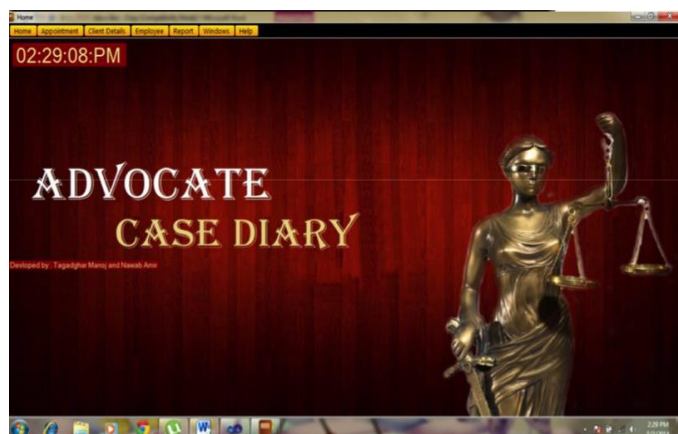 Home
Home Appointment Client Details Employee Report Windows Help
02:29:08:PM
ADVOCATE
CASE DIARY
Devloped by : Tagadghar Manoj and Nawab Amir
2:29 PM